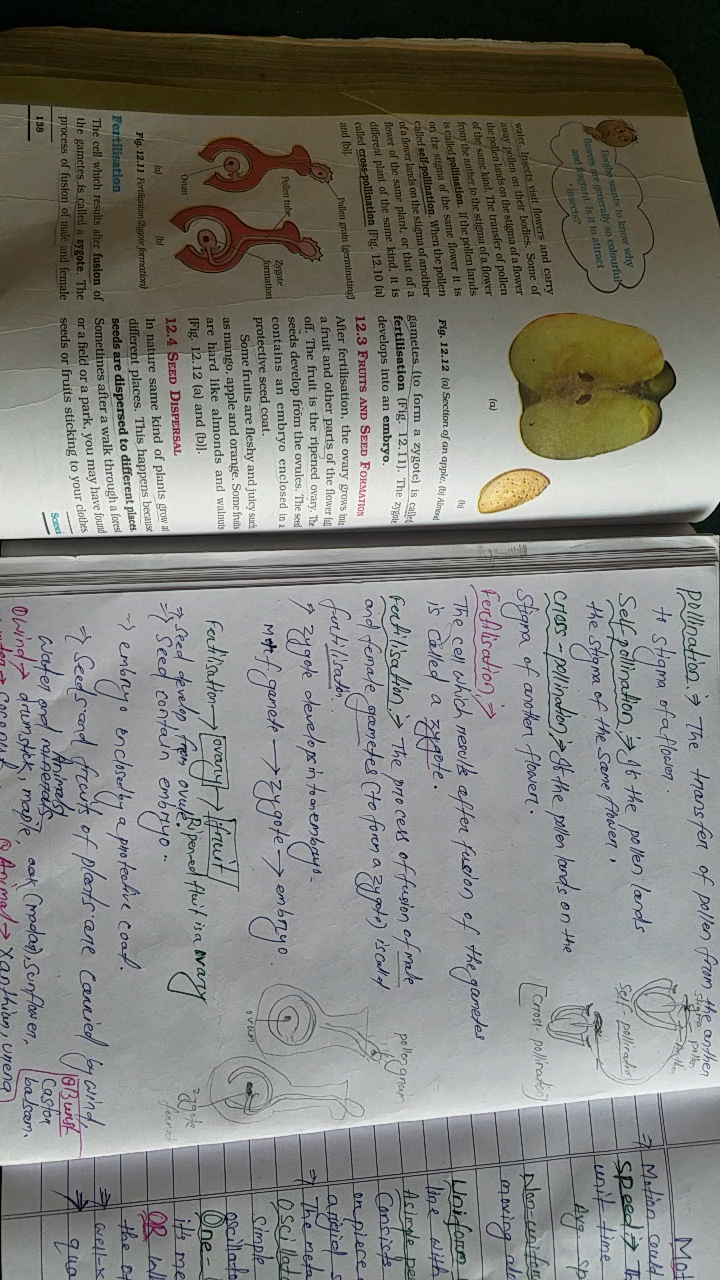 Boojho wants to know why
flowers are generally so colourful
and fragrant. Is it to attract
insects?
water. Insects visit flowers and carry
away pollen on their bodies. Some of
the pollen lands on the stigma of a flower
of the same kind. The transfer of pollen
from the anther to the stigma of a flower
is called pollination. If the pollen lands
on the stigma of the same flower it is
called self-pollination. When the pollen
of a flower lands on the stigma of another
flower of the same plant, or that of a
different plant of the same kind, it is
called cross-pollination [Fig. 12.10 (a)
and (b)].
Pollen grain (germinating)
Pollen tube
Zygote
formation
Ovum
(a)
(b)
Fig. 12.11 Fertilisation (Zygote formation)
Fertilisation
The cell which results after fusion of
the gametes is called a zygote. The
process of fusion of male and female
138
(a)
(b)
Fig. 12.12 (a) Section of an apple, (b) Almond
gametes (to form a zygote) is called
fertilisation (Fig. 12.11). The zygote
develops into an embryo.
12.3 FRUITS AND SEED FORMATION
After fertilisation, the ovary grows into
a fruit and other parts of the flower fall
off. The fruit is the ripened ovary. The
seeds develop from the ovules. The seed
contains an embryo enclosed in a
protective seed coat.
Some fruits are fleshy and juicy such
as mango, apple and orange. Some fruits
are hard like almonds and walnuts
[Fig. 12.12 (a) and (b)].
12.4 SEED DISPERSAL
In nature same kind of plants grow at
different places. This happens because
seeds are dispersed to different places.
Sometimes after a walk through a forest
or a field or a park, you may have found
seeds or fruits sticking to your clothes
SCIENCE
Pollination :→ The transfer of pollen from the anther
to stigma of a flower.
Self pollination :→ If the pollen lands
the stigma of the same flower.
Cross-pollination → If the pollen lands on the
stigma of another flower.
Stigma pollen
Anther
Self-pollination
Cross-pollination
Fertilisation →
The cell which results after fusion of the gametes
is called a zygote.
Fertilisation → The process of fusion of male
and female gametes (to form a zygote) is called
fertilisation.
→ zygote develops into an embryo.
m + f gamete → zygote → embryo.
pollen grain
ovum
zygote
Fertilisation → ovary → fruit
Ripened fruit is a ovary
→ Seed develop from ovule.
→ Seed contain embryo.
→ embryo enclosed by a protective coat.
→ Seeds and fruits of plants are carried by wind
water and Animals
wind → drumstick, maple, oak (madar), sunflower,
Burst
Castor
balsam.
Animal → Xanthium, urena
coconut
→ Motion could
Speed → Th
unit time
Avg sp
Non-unifor
moving al
Uniform
line with
A simple pe
Consists
on piece
a rigid s
→ The meta
Oscillat
Simple
oscillat
One-
its me
OR